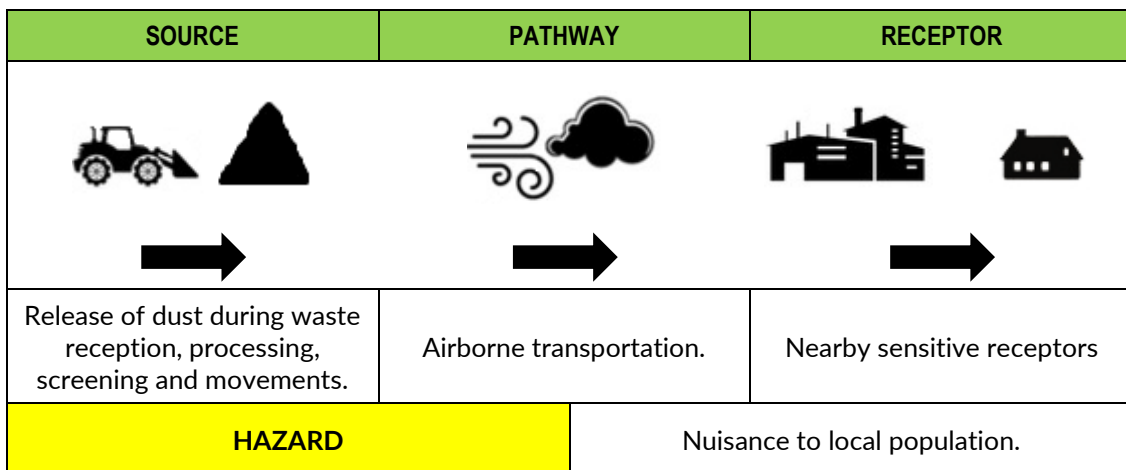 SOURCE
PATHWAY
RECEPTOR
Release of dust during waste
reception, processing,
screening and movements.
Airborne transportation.
Nearby sensitive receptors
HAZARD
Nuisance to local population.